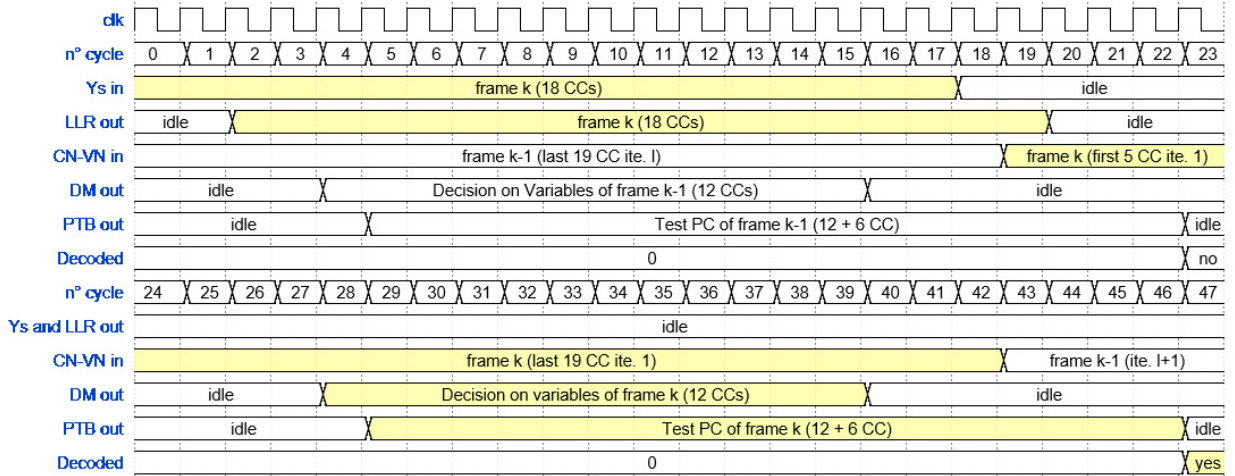 clk
n° cycle 0 1 2 3 4 5 6 7 8 9 10 11 12 13 14 15 16 17 18 19 20 21 22 23
Ys in frame k (18 CCs) idle
LLR out idle frame k (18 CCs) idle
CN-VN in frame k-1 (last 19 CC ite. I) frame k (first 5 CC ite. 1)
DM out idle Decision on Variables of frame k-1 (12 CCs) idle
PTB out idle Test PC of frame k-1 (12 + 6 CC) idle
Decoded 0 no
n° cycle 24 25 26 27 28 29 30 31 32 33 34 35 36 37 38 39 40 41 42 43 44 45 46 47
Ys and LLR out idle
CN-VN in frame k (last 19 CC ite. 1) frame k-1 (ite. I+1)
DM out idle Decision on variables of frame k (12 CCs) idle
PTB out idle Test PC of frame k (12 + 6 CC) idle
Decoded 0 yes